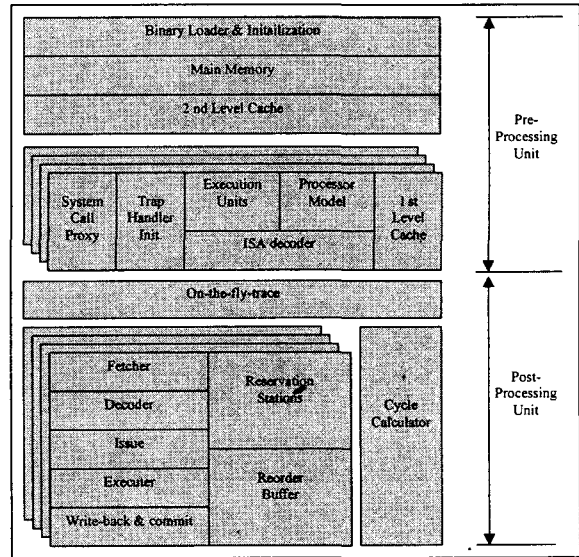 Binary Loader & Initailization
Main Memory
2 nd Level Cache
Pre-
Processing
Unit
System
Call
Proxy
Trap
Handler
Init
Execution
Units
Processor
Model
ISA decoder
1st
Level
Cache
On-the-fly-trace
Fetcher
Decoder
Issue
Executer
Write-back & commit
Reservation
Stations
Reorder
Buffer
Cycle
Calculator
Post-
Processing
Unit